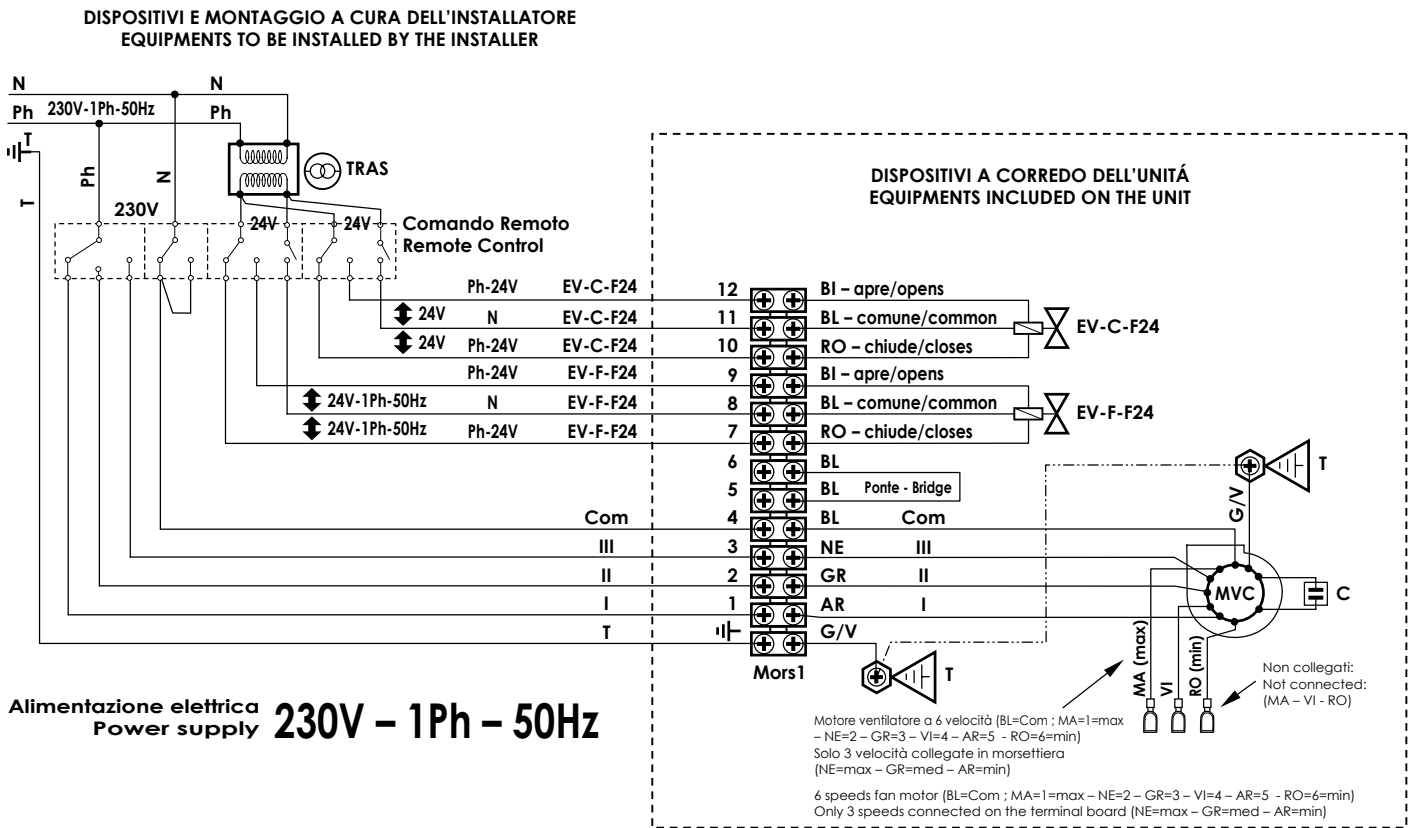 DISPOSITIVI E MONTAGGIO A CURA DELL'INSTALLATORE
EQUIPMENTS TO BE INSTALLED BY THE INSTALLER
N N
Ph 230V-1Ph-50Hz Ph
T
TRAS
Ph N
T
230V 24V 24V
Comando Remoto
Remote Control
DISPOSITIVI A CORREDO DELL'UNITÁ
EQUIPMENTS INCLUDED ON THE UNIT
Ph-24V EV-C-F24 12 BI – apre/opens
24V N EV-C-F24 11 BL – comune/common EV-C-F24
24V Ph-24V EV-C-F24 10 RO – chiude/closes
Ph-24V EV-F-F24 9 BI – apre/opens
24V-1Ph-50Hz N EV-F-F24 8 BL – comune/common EV-F-F24
24V-1Ph-50Hz Ph-24V EV-F-F24 7 RO – chiude/closes
6 BL
5 BL Ponte - Bridge
Com 4 BL Com
III 3 NE III
II 2 GR II
I 1 AR I
T G/V
Mors1
T
T
G/V
MVC
C
MA (max)
VI
RO (min)
Non collegati:
Not connected:
(MA – VI - RO)
Alimentazione elettrica
Power supply
230V – 1Ph – 50Hz
Motore ventilatore a 6 velocità (BL=Com ; MA=1=max
– NE=2 – GR=3 – VI=4 – AR=5 - RO=6=min)
Solo 3 velocità collegate in morsettiera
(NE=max – GR=med – AR=min)
6 speeds fan motor (BL=Com ; MA=1=max – NE=2 – GR=3 – VI=4 – AR=5 - RO=6=min)
Only 3 speeds connected on the terminal board (NE=max – GR=med – AR=min)